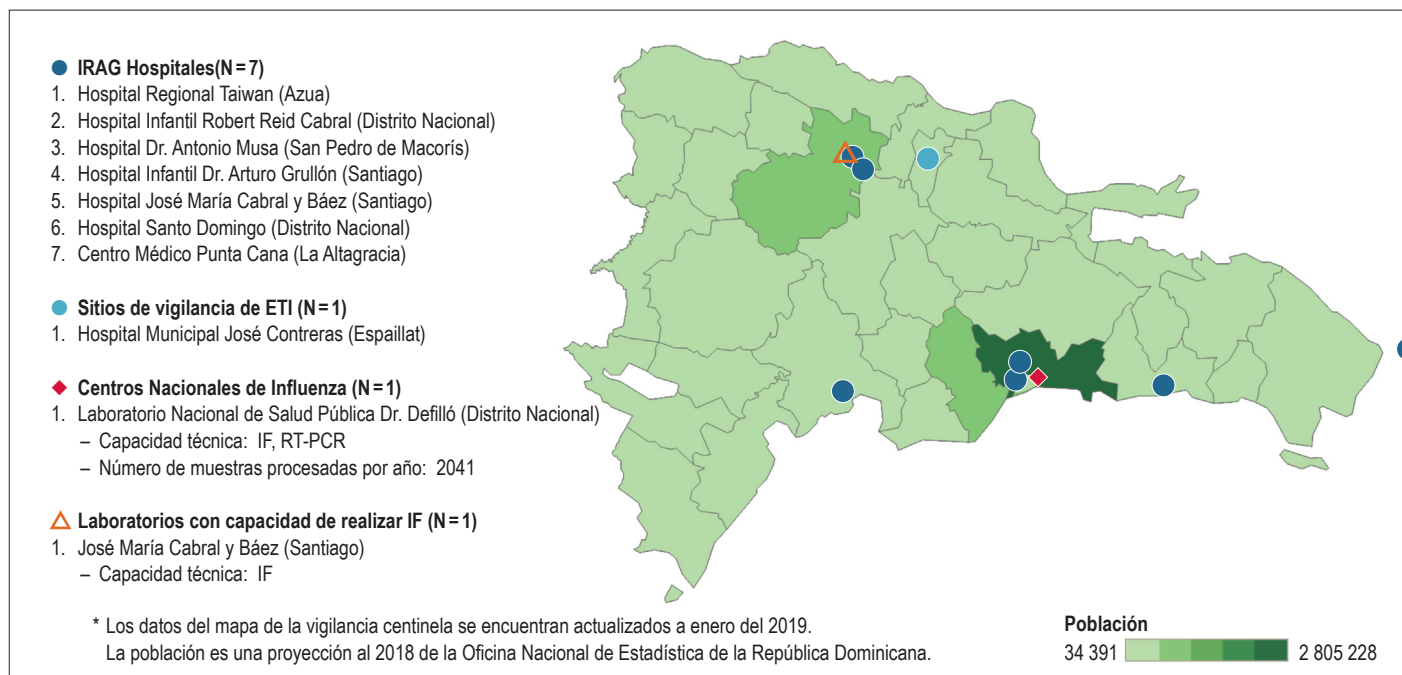 IRAG Hospitales(N = 7)
1. Hospital Regional Taiwan (Azua)
2. Hospital Infantil Robert Reid Cabral (Distrito Nacional)
3. Hospital Dr. Antonio Musa (San Pedro de Macorís)
4. Hospital Infantil Dr. Arturo Grullón (Santiago)
5. Hospital José María Cabral y Báez (Santiago)
6. Hospital Santo Domingo (Distrito Nacional)
7. Centro Médico Punta Cana (La Altagracia)
Sitios de vigilancia de ETI (N = 1)
1. Hospital Municipal José Contreras (Espaillat)
Centros Nacionales de Influenza (N = 1)
1. Laboratorio Nacional de Salud Pública Dr. Defilló (Distrito Nacional)
– Capacidad técnica: IF, RT-PCR
– Número de muestras procesadas por año: 2041
Laboratorios con capacidad de realizar IF (N = 1)
1. José María Cabral y Báez (Santiago)
– Capacidad técnica: IF
* Los datos del mapa de la vigilancia centinela se encuentran actualizados a enero del 2019.
La población es una proyección al 2018 de la Oficina Nacional de Estadística de la República Dominicana.
Población
34 391 2 805 228